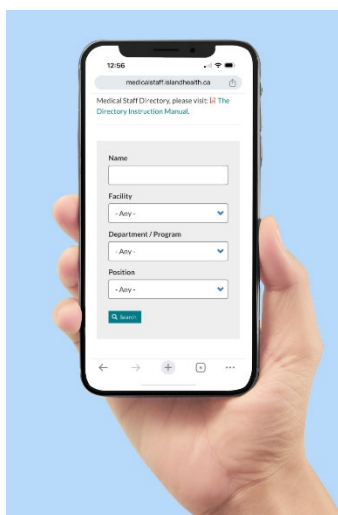 12:56
medicalstaff.islandhealth.ca
Medical Staff Directory, please visit: The
Directory Instruction Manual.
Name
Facility
- Any -
Department / Program
- Any -
Position
- Any -
Search